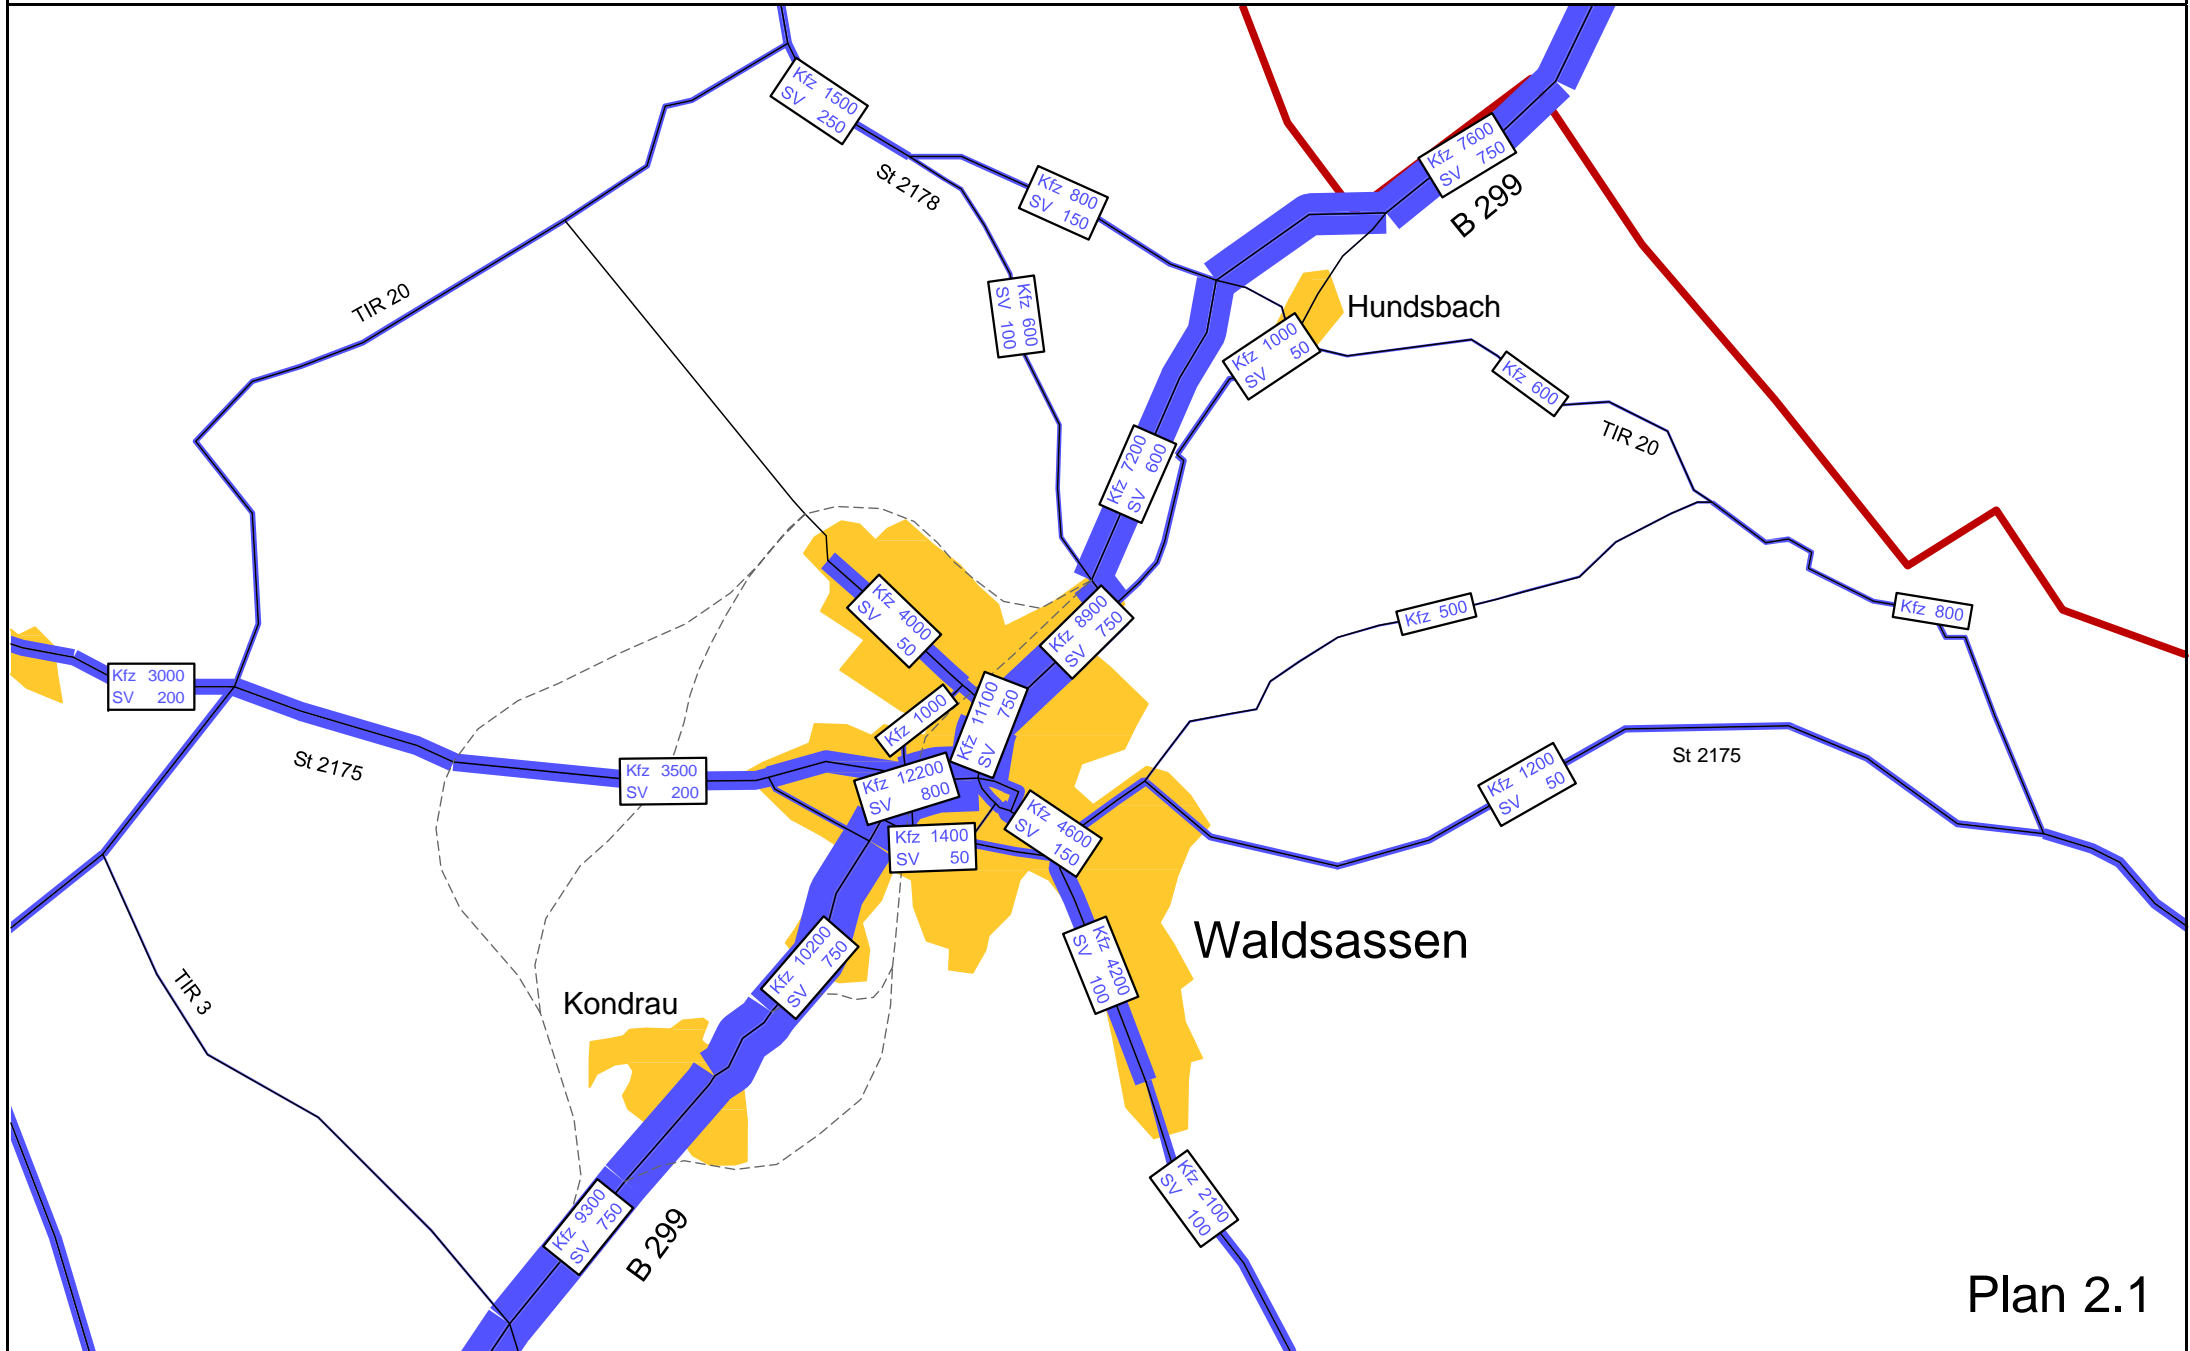 Kfz 1500
SV 250
St 2178
Kfz 800
SV 150
Kfz 7600
SV 750
B 299
TIR 20
Kfz 600
SV 100
Hundsbach
Kfz 1000
SV 50
Kfz 600
TIR 20
Kfz 7200
SV 600
Kfz 4000
SV 50
Kfz 8900
SV 750
Kfz 500
Kfz 800
Kfz 3000
SV 200
St 2175
Kfz 3500
SV 200
Kfz 1000
Kfz 11100
SV 750
Kfz 12200
SV 800
Kfz 1400
SV 50
Kfz 4600
SV 150
Kfz 1200
SV 50
St 2175
Waldsassen
Kfz 10200
SV 750
Kfz 4200
SV 100
TIR 3
Kondrau
Kfz 9300
SV 750
B 299
Kfz 2100
SV 100
Plan 2.1